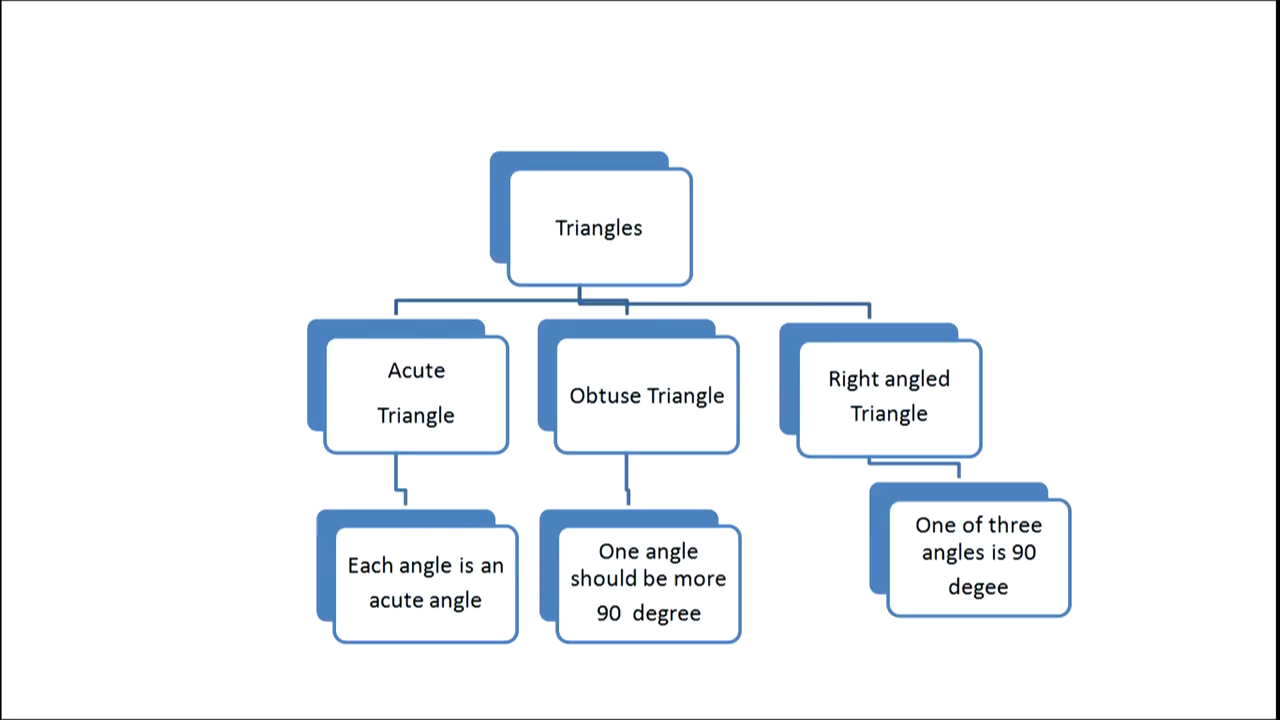 Triangles
Acute
Triangle
Obtuse Triangle
Right angled
Triangle
Each angle is an
acute angle
One angle
should be more
90 degree
One of three
angles is 90
degee